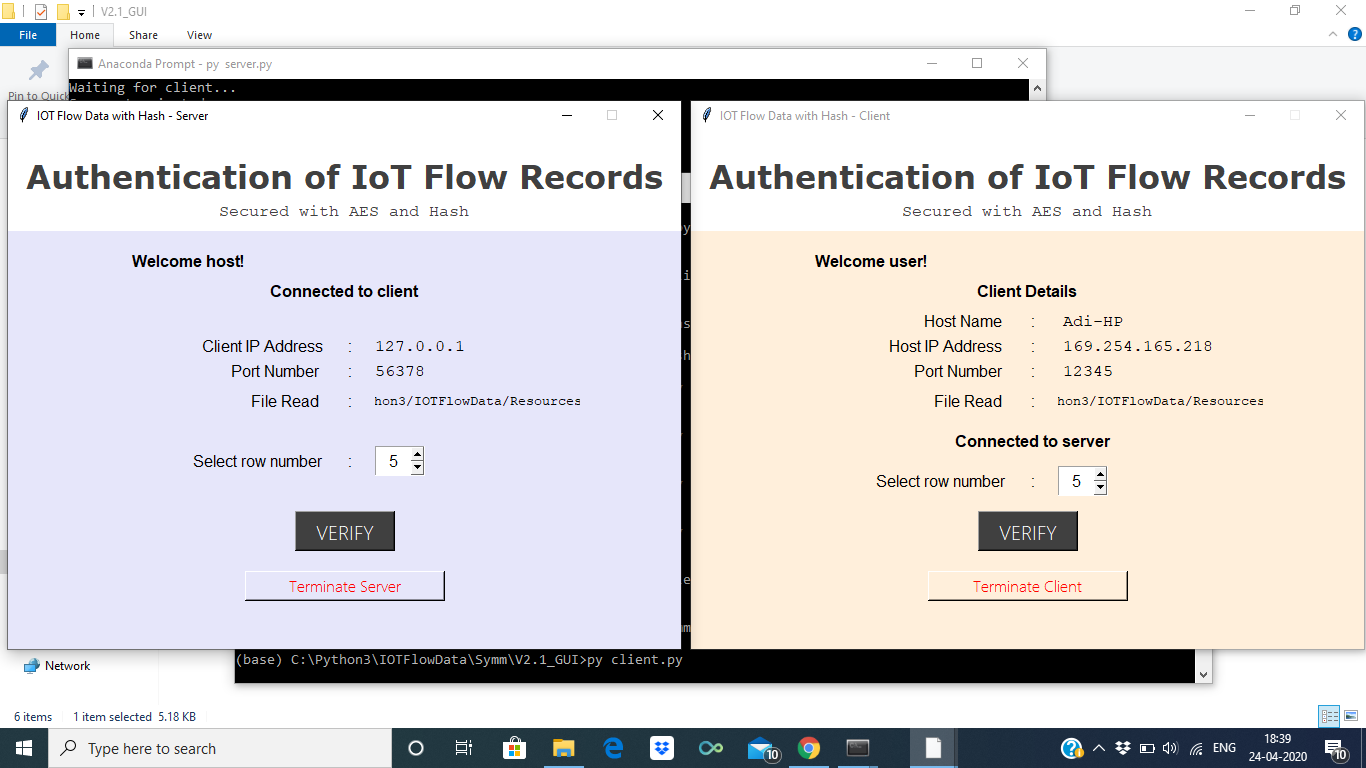 V2.1_GUI
File Home Share View
Anaconda Prompt - py server.py
Pin to Quick
Waiting for client...
IOT Flow Data with Hash - Server
Authentication of IoT Flow Records
Secured with AES and Hash
Welcome host!
Connected to client
Client IP Address : 127.0.0.1
Port Number : 56378
File Read : hon3/IOTFlowData/Resources
Select row number : 5
VERIFY
Terminate Server
IOT Flow Data with Hash - Client
Authentication of IoT Flow Records
Secured with AES and Hash
Welcome user!
Client Details
Host Name : Adi-HP
Host IP Address : 169.254.165.218
Port Number : 12345
File Read : hon3/IOTFlowData/Resources
Connected to server
Select row number : 5
VERIFY
Terminate Client
(base) C:\Python3\IOTFlowData\Symm\V2.1_GUI>py client.py
Network
6 items 1 item selected 5.18 KB
Type here to search
10
ENG
18:39
24-04-2020
10